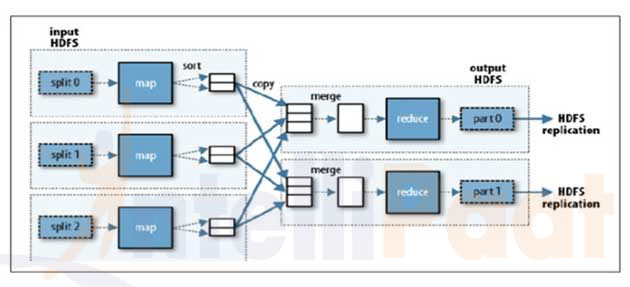 input
HDFS
split 0
map
sort
copy
split 1
map
split 2
map
merge
reduce
output
HDFS
part 0
HDFS
replication
merge
reduce
part 1
HDFS
replication
intelliPaat